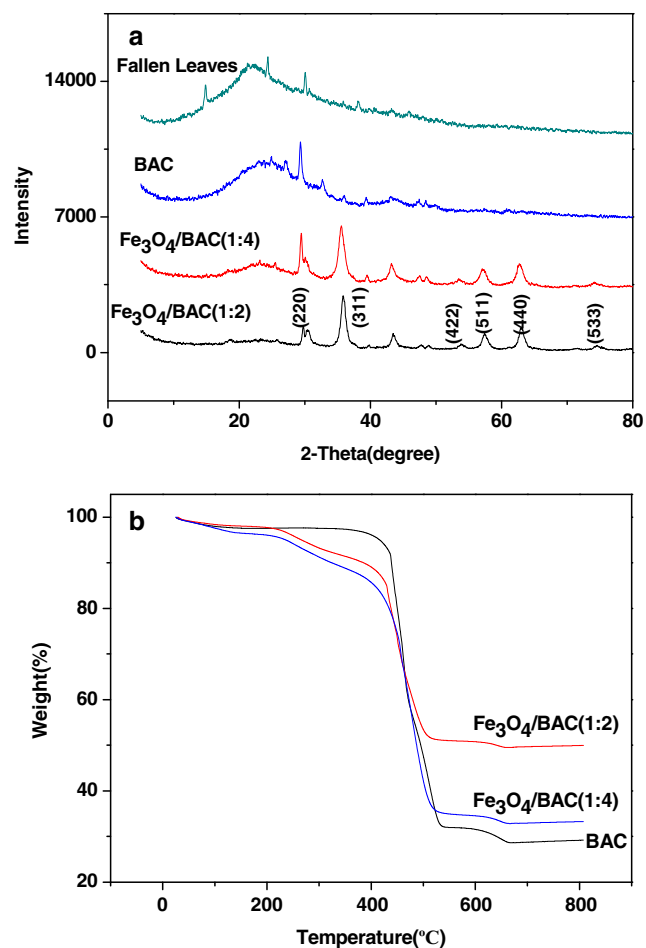 a
Fallen Leaves
14000
BAC
7000
Fe3O4/BAC(1:4)
Fe3O4/BAC(1:2)
(220)
(311)
(422)
(511)
(440)
(533)
0
Intensity
0 20 40 60 80
2-Theta(degree)
b
100
80
60
40
20
Weight(%)
Fe3O4/BAC(1:2)
Fe3O4/BAC(1:4)
BAC
0 200 400 600 800
Temperature(°C)